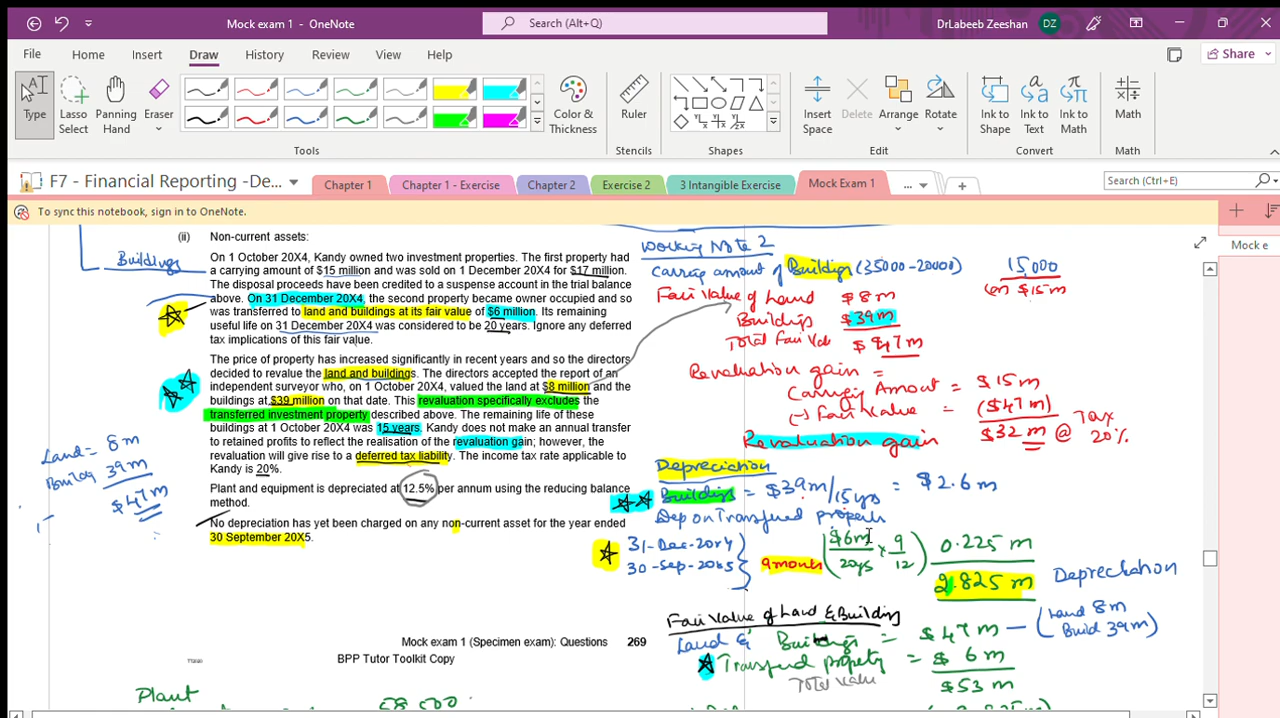 Mock exam 1 - OneNote
Search (Alt+Q)
DrLabeeb Zeeshan
DZ
File
Home
Insert
Draw
History
Review
View
Help
Share
Type
Lasso Select
Panning Hand
Eraser
Color & Thickness
Ruler
Insert Space
Delete
Arrange
Rotate
Ink to Shape
Ink to Text
Ink to Math
Math
Tools
Stencils
Shapes
Edit
Convert
Math
F7 - Financial Reporting -De...
Chapter 1
Chapter 1 - Exercise
Chapter 2
Exercise 2
3 Intangible Exercise
Mock Exam 1
...
Search (Ctrl+E)
To sync this notebook, sign in to OneNote.
Mock e
(ii) Non-current assets:
Buildings
On 1 October 20X4, Kandy owned two investment properties. The first property had
a carrying amount of $15 million and was sold on 1 December 20X4 for $17 million.
The disposal proceeds have been credited to a suspense account in the trial balance
above. On 31 December 20X4, the second property became owner occupied and so
was transferred to land and buildings at its fair value of $6 million. Its remaining
useful life on 31 December 20X4 was considered to be 20 years. Ignore any deferred
tax implications of this fair value.
The price of property has increased significantly in recent years and so the directors
decided to revalue the land and buildings. The directors accepted the report of an
independent surveyor who, on 1 October 20X4, valued the land at $8 million and the
buildings at $39 million on that date. This revaluation specifically excludes the
transferred investment property described above. The remaining life of these
buildings at 1 October 20X4 was 15 years. Kandy does not make an annual transfer
to retained profits to reflect the realisation of the revaluation gain; however, the
revaluation will give rise to a deferred tax liability. The income tax rate applicable to
Kandy is 20%.
Plant and equipment is depreciated at 12.5% per annum using the reducing balance
method.
No depreciation has yet been charged on any non-current asset for the year ended
30 September 20X5.
Land = 8m
39m
$47m
Mock exam 1 (Specimen exam): Questions 269
BPP Tutor Toolkit Copy
Plant
Working Note 2
Carrying amount of Buildings (35000-20000) 15000
Fair Value of Land $8m
Buildings $39m
Total Fair Val $47m
Revaluation gain =
Carrying Amount = $15m
(-) Fair Value = ($47m)
Revaluation gain $32m @ Tax 20%
Depreciation
Buildings = $39m/15yrs = $2.6m
Dep on Transfered property
31-Dec-2014
9months ($6m/20ys × 9/12) 0.225m
2.825m Depreciation
Fair Value of Land & Building
Land & Buildings = $47m - (Land 8m
Build 39m)
Transfered property = $6m
Total Value $53m